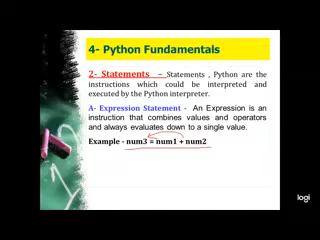 4- Python Fundamentals
2- Statements – Statements , Python are the
instructions which could be interpreted and
executed by the Python interpreter.
A- Expression Statement - An Expression is an
instruction that combines values and operators
and always evaluates down to a single value.
Example - num3 = num1 + num2
logi